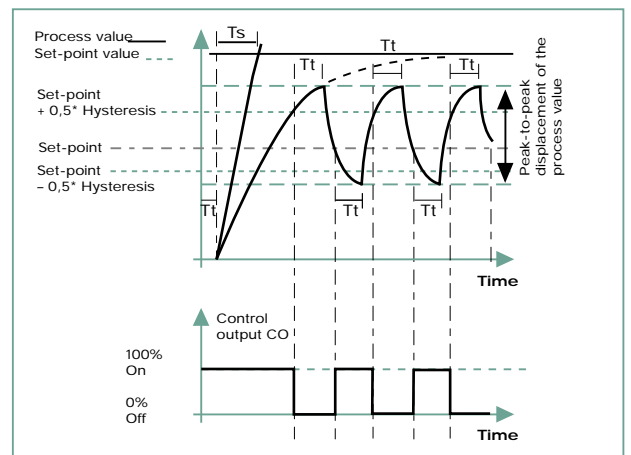 Process value
Set-point value
Ts
Tt
Tt
Tt
Tt
Set-point
+ 0,5* Hysteresis
Set-point
Set-point
– 0,5* Hysteresis
Tt
Tt
Tt
Peak-to-peak
displacement of the
process value
Time
Control
output CO
100%
On
0%
Off
Time